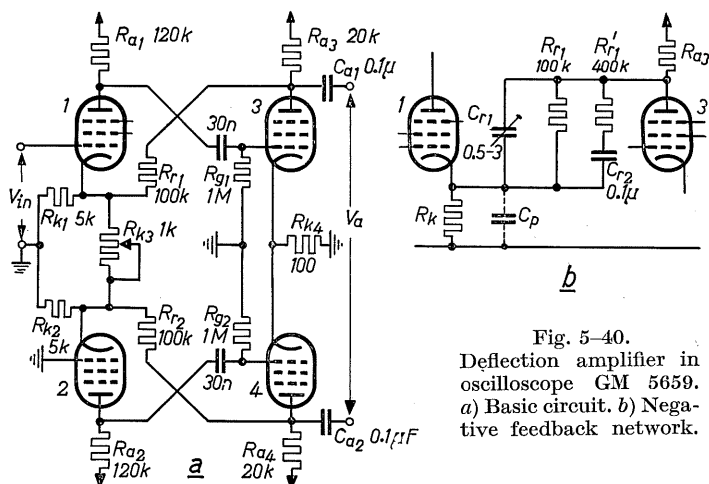 Ra1 120k
Ra3 20k
Ca1 0.1μ
1
3
30n
Vin
Rk1 5k
Rr1 100k
Rg1 1M
Rk3 1k
Rk4 100
Va
Rk2 5k
Rr2 100k
Rg2 1M
30n
2
4
Ra2 120k
a
Ra4 20k
Ca2 0.1μF
Rr1 100k
R'r1 400k
Ra3
1
3
Cr1 0.5-3
Cr2 0.1μ
Rk
Cp
b
Fig. 5–40.
Deflection amplifier in
oscilloscope GM 5659.
a) Basic circuit. b) Nega-
tive feedback network.